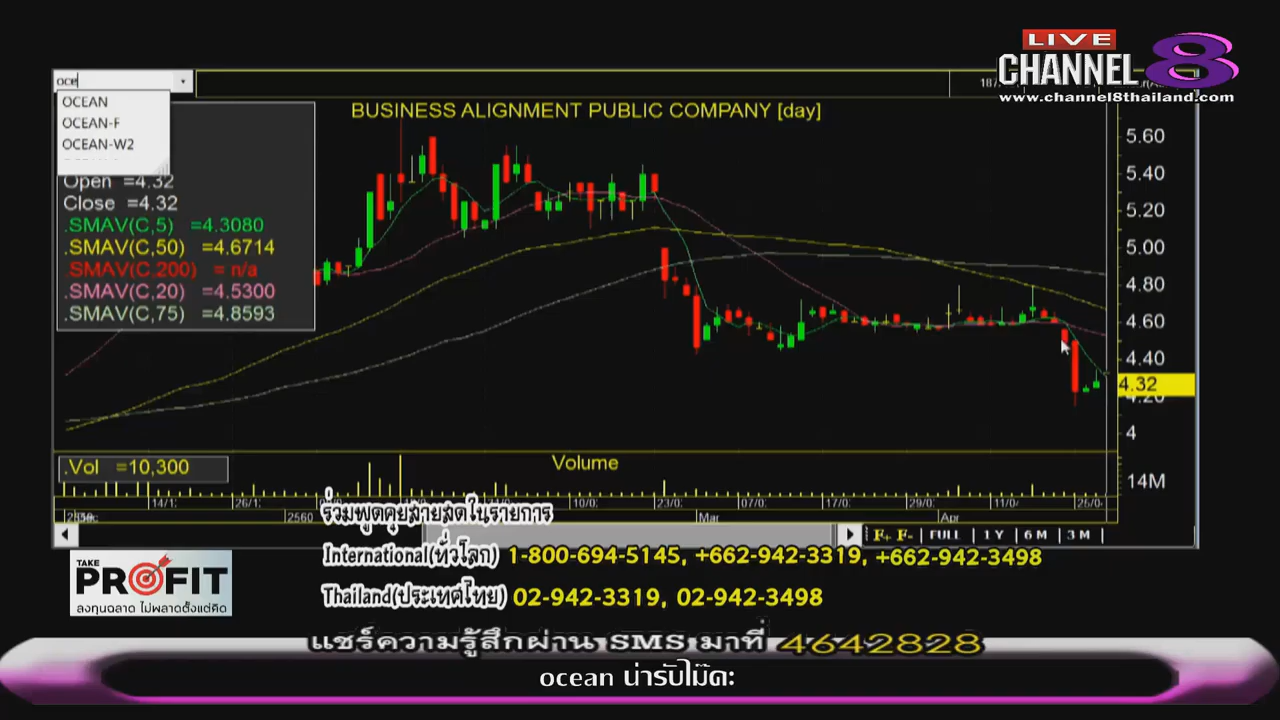 LIVE
CHANNEL 8
www.channel8thailand.com
oce
OCEAN
OCEAN-F
OCEAN-W2
BUSINESS ALIGNMENT PUBLIC COMPANY [day]
Open =4.32
Close =4.32
.SMAV(C,5) =4.3080
.SMAV(C,50) =4.6714
.SMAV(C,200) = n/a
.SMAV(C,20) =4.5300
.SMAV(C,75) =4.8593
5.60
5.40
5.20
5.00
4.80
4.60
4.40
4.32
4.20
4
.Vol =10,300
Volume
14M
14/1:
26/1:
10/0:
22/0:
07/0:
29/0:
11/0:
25/0
2560
Mar
Apr
F+ F- FULL | 1 Y | 6 M | 3 M |
ร่วมพูดคุยสายสดในรายการ
International(ทั่วโลก) 1-800-694-5145, +662-942-3319, +662-942-3498
Thailand(ประเทศไทย) 02-942-3319, 02-942-3498
TAKE
PROFIT
ลงทุนฉลาด ไม่พลาดตั้งแต่คิด
แชร์ความรู้สึกผ่าน SMS มาที่ 4642828
ocean น่ารับไม๊คะ